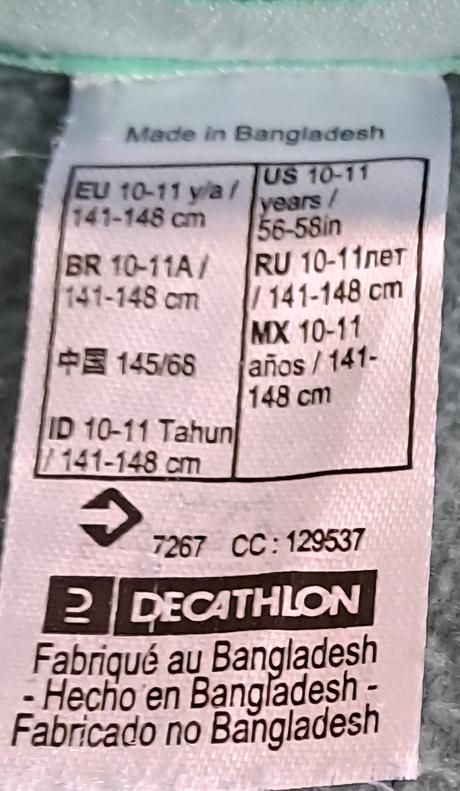 Made in Bangladesh
EU 10-11 y/a /
141-148 cm
BR 10-11A /
141-148 cm
中国 145/68
ID 10-11 Tahun
/ 141-148 cm
US 10-11
years /
56-58in
RU 10-11лет
/ 141-148 cm
MX 10-11
años / 141-
148 cm
7267 CC : 129537
DECATHLON
Fabriqué au Bangladesh
- Hecho en Bangladesh -
Fabricado no Bangladesh